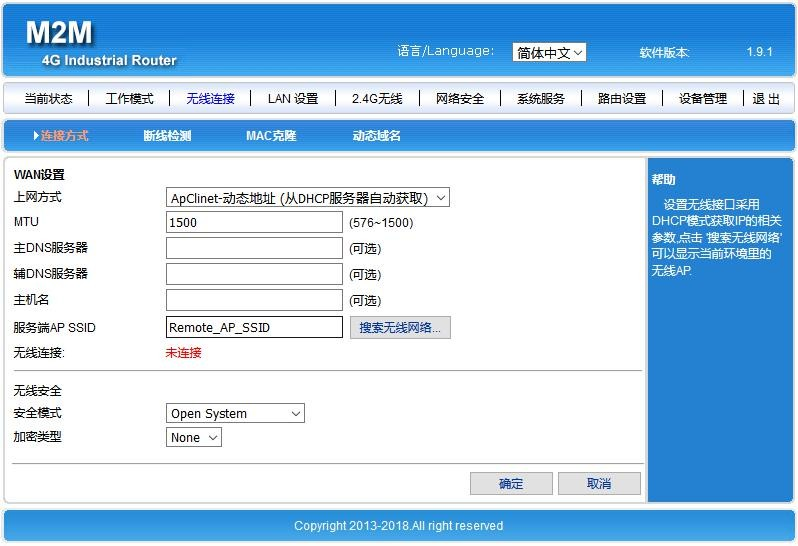 M2M
4G Industrial Router
语言/Language: 简体中文 软件版本: 1.9.1
当前状态 工作模式 无线连接 LAN 设置 2.4G无线 网络安全 系统服务 路由设置 设备管理 退 出
连接方式 断线检测 MAC克隆 动态域名
WAN设置
上网方式 ApClinet-动态地址 (从DHCP服务器自动获取)
MTU 1500 (576~1500)
主DNS服务器 (可选)
辅DNS服务器 (可选)
主机名 (可选)
服务端AP SSID Remote_AP_SSID 搜索无线网络...
无线连接: 未连接
无线安全
安全模式 Open System
加密类型 None
确定 取消
帮助
设置无线接口采用
DHCP模式获取IP的相关
参数,点击 '搜索无线网络'
可以显示当前环境里的
无线AP.
Copyright 2013-2018.All right reserved